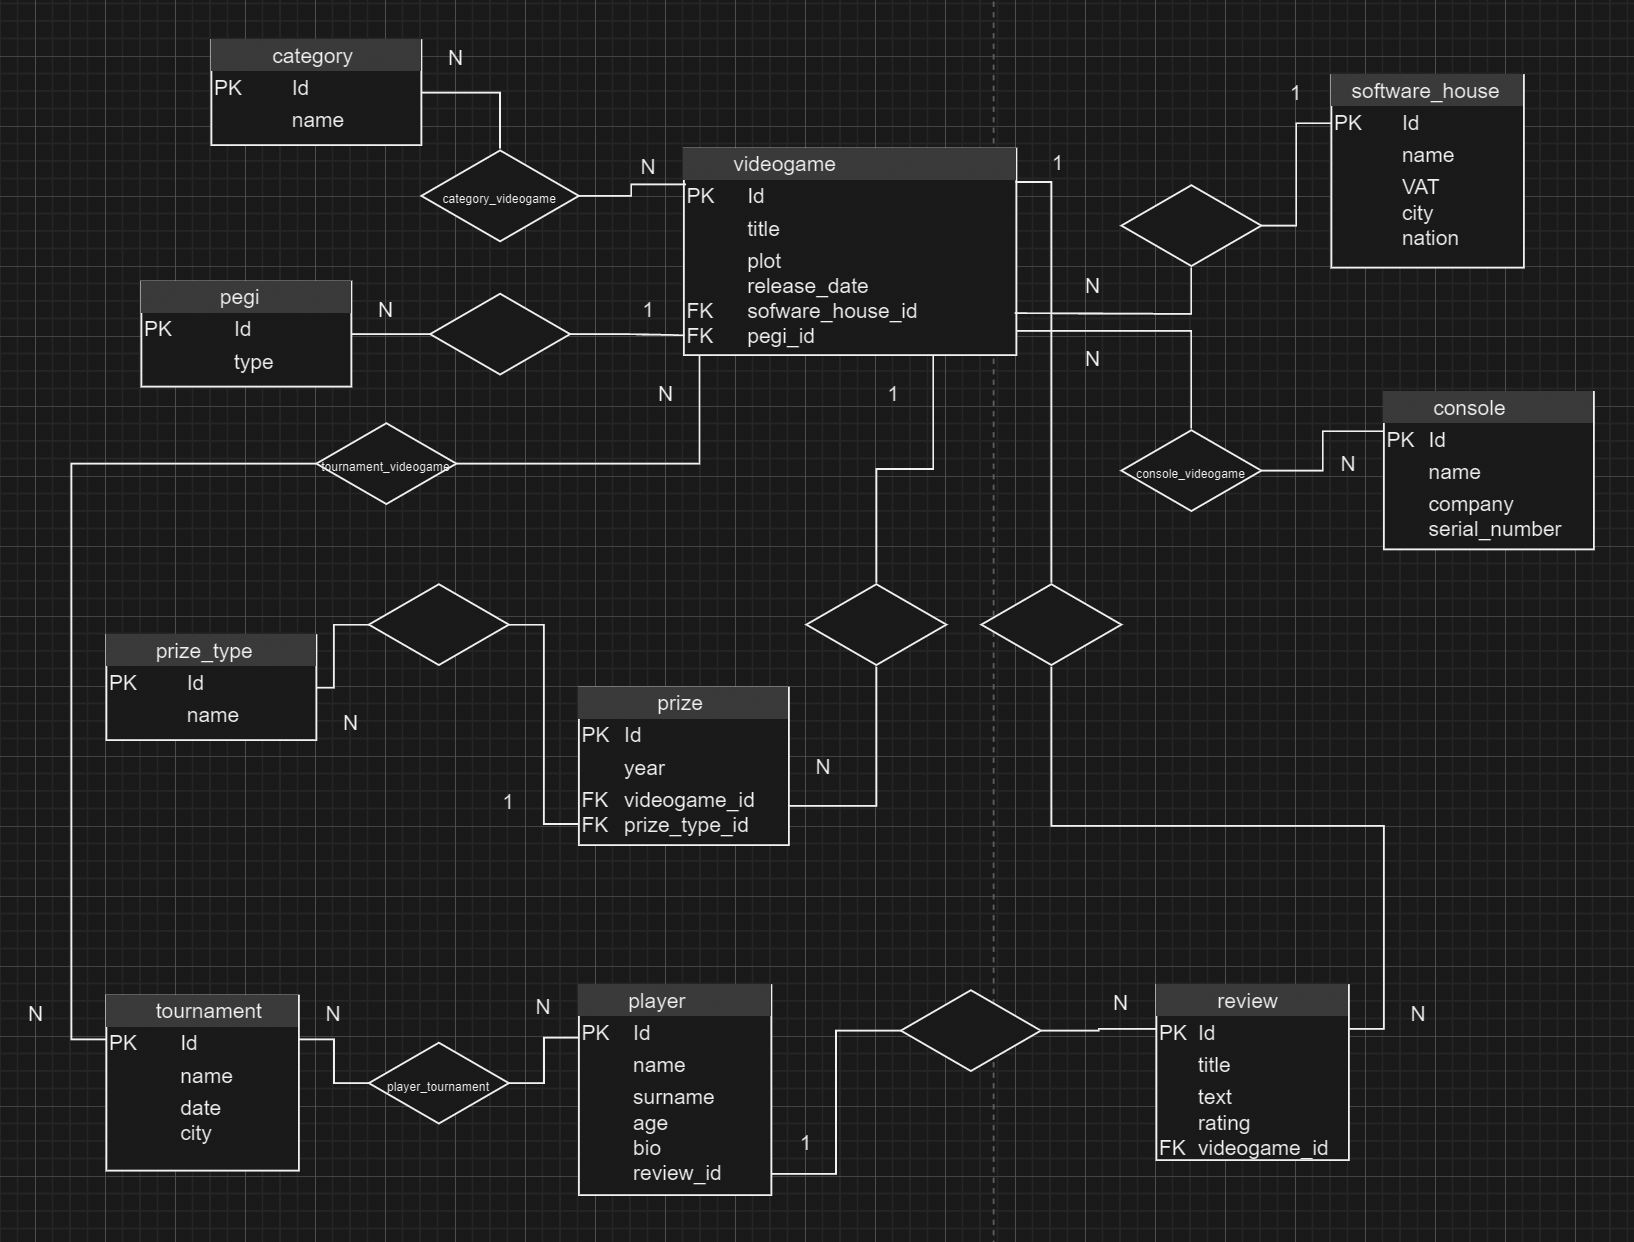 category
PK Id
name
N
category_videogame
N
videogame
PK Id
title
plot
release_date
FK sofware_house_id
FK pegi_id
1
1
software_house
PK Id
name
VAT
city
nation
N
pegi
PK Id
type
N
1
N
1
N
console
PK Id
name
company
serial_number
console_videogame
N
tournament_videogame
prize_type
PK Id
name
N
prize
PK Id
year
FK videogame_id
FK prize_type_id
N
1
N
tournament
PK Id
name
date
city
N
player_tournament
N
player
PK Id
name
surname
age
bio
review_id
1
N
review
PK Id
title
text
rating
FK videogame_id
N